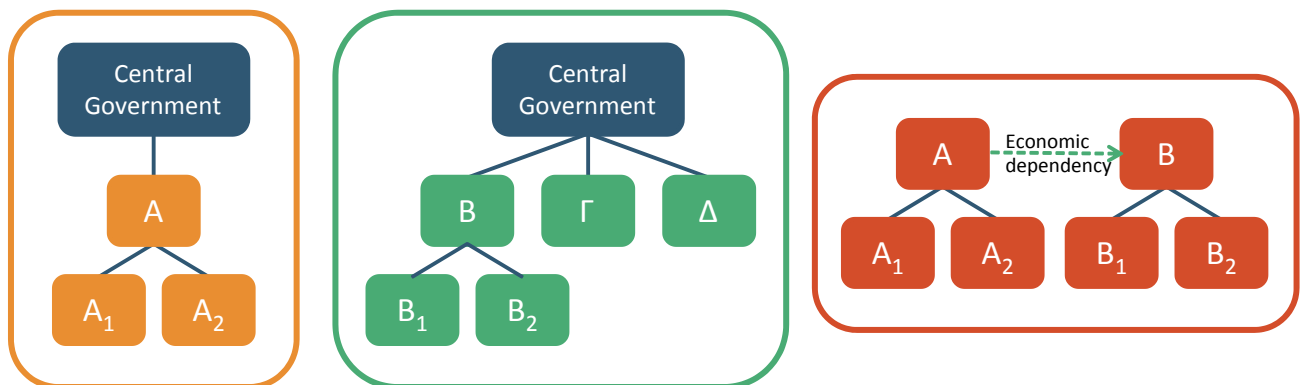 Central
Government
A
A₁
A₂
Central
Government
B
Γ
Δ
B₁
B₂
A
Economic
dependency
B
A₁
A₂
B₁
B₂